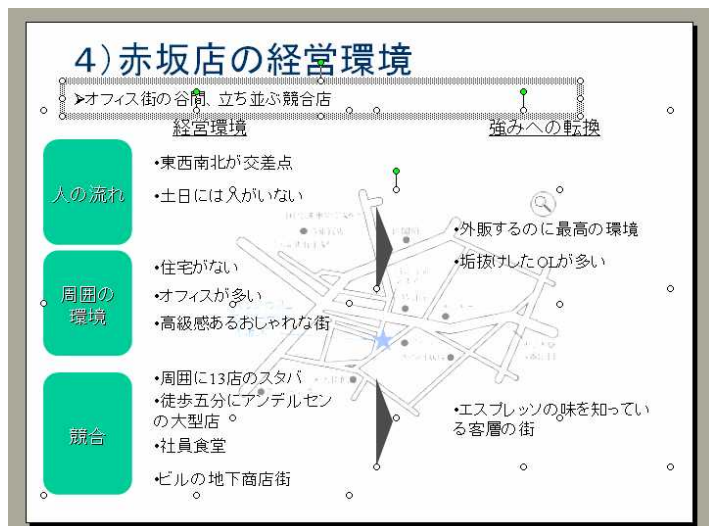 4)赤坂店の経営環境
➢オフィス街の谷間、立ち並ぶ競合店
経営環境
強みへの転換
人の流れ
•東西南北が交差点
•土日には人がいない
•外販するのに最高の環境
•垢抜けしたOLが多い
周囲の
環境
•住宅がない
•オフィスが多い
•高級感あるおしゃれな街
競合
•周囲に13店のスタバ
•徒歩五分にアンデルセン
の大型店
•社員食堂
•ビルの地下商店街
•エスプレッソの味を知ってい
る客層の街